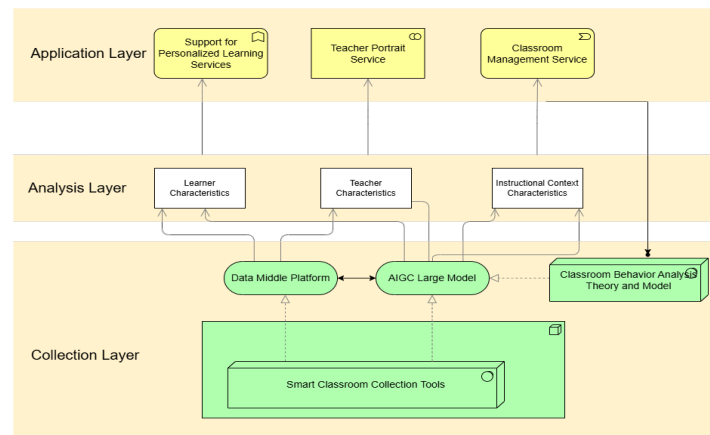 Application Layer
Support for
Personalized Learning
Services
Teacher Portrait
Service
Classroom
Management Service
Analysis Layer
Learner
Characteristics
Teacher
Characteristics
Instructional Context
Characteristics
Data Middle Platform
AIGC Large Model
Classroom Behavior Analysis
Theory and Model
Collection Layer
Smart Classroom Collection Tools